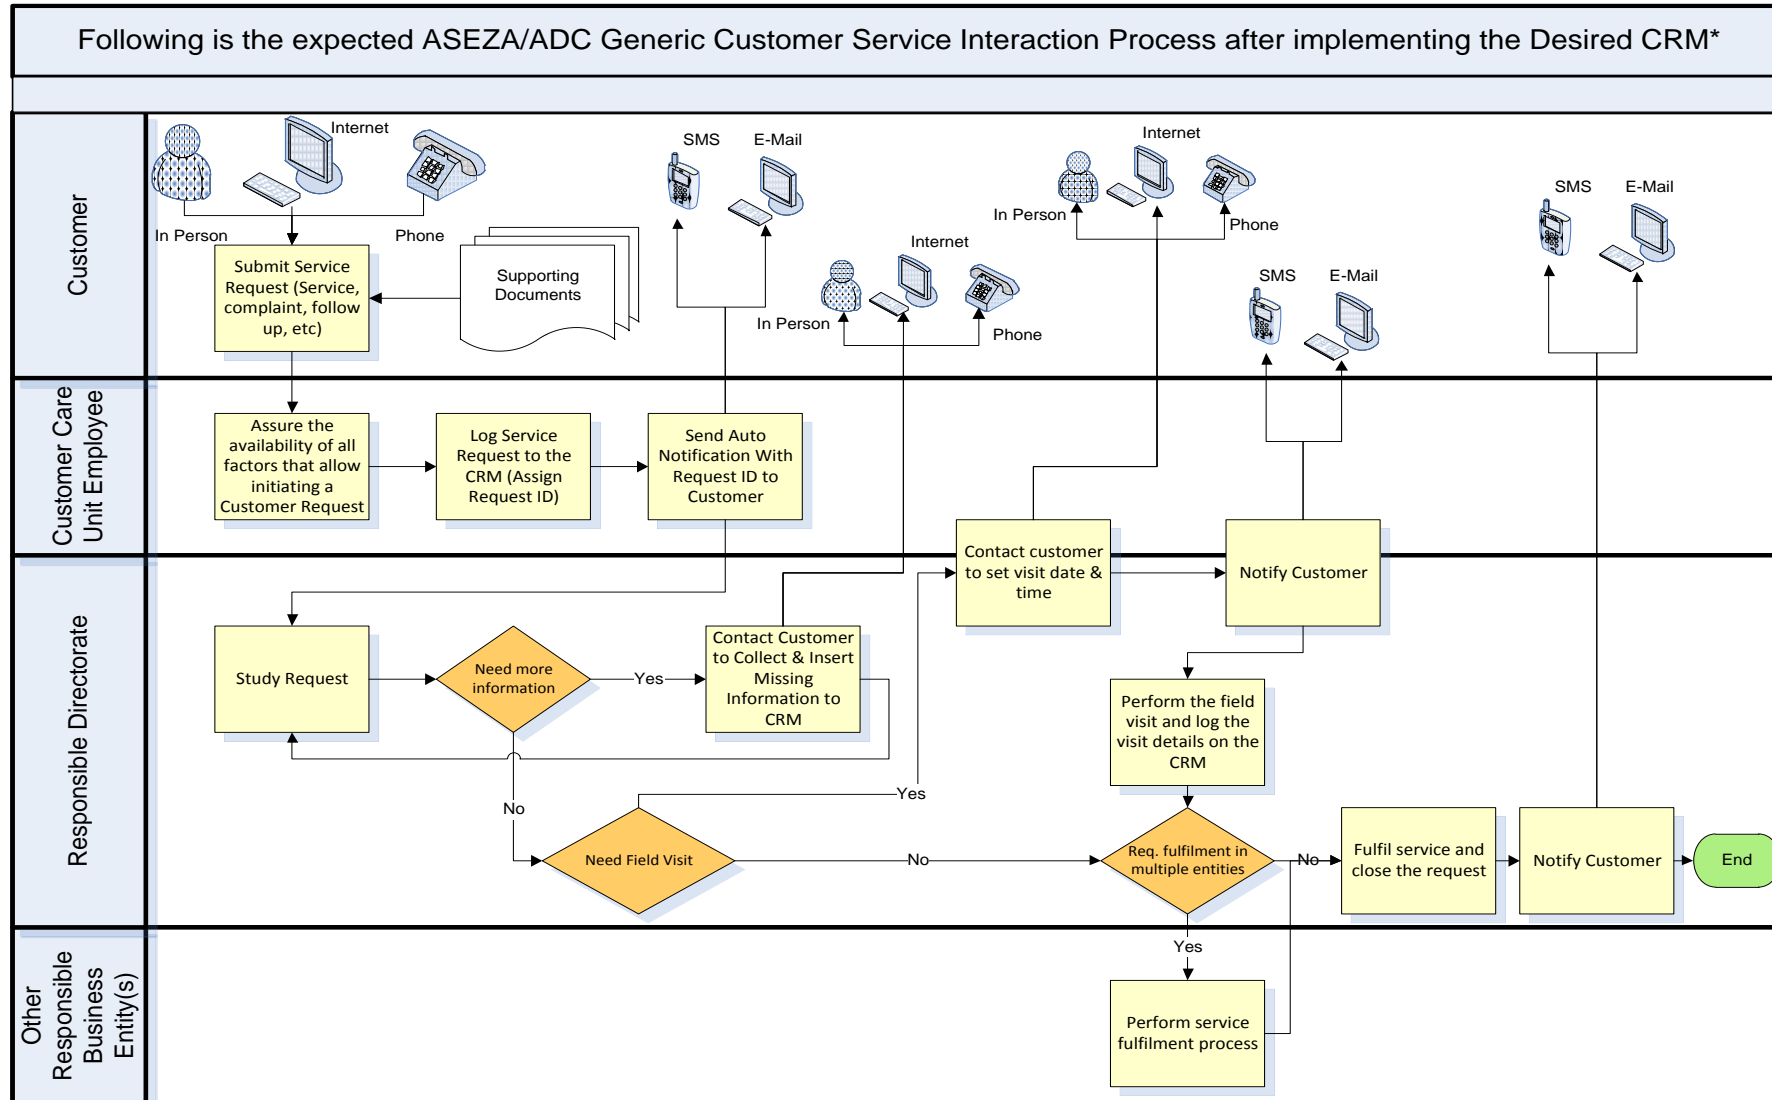 Following is the expected ASEZA/ADC Generic Customer Service Interaction Process after implementing the Desired CRM*
Customer
Internet
In Person
Phone
Submit Service
Request (Service,
complaint, follow
up, etc)
Supporting
Documents
SMS
E-Mail
In Person
Internet
Phone
Internet
In Person
Phone
SMS
E-Mail
SMS
E-Mail
Customer Care
Unit Employee
Assure the
availability of all
factors that allow
initiating a
Customer Request
Log Service
Request to the
CRM (Assign
Request ID)
Send Auto
Notification With
Request ID to
Customer
Contact customer
to set visit date &
time
Notify Customer
Responsible Directorate
Study Request
Need more
information
Yes
Contact Customer
to Collect & Insert
Missing
Information to
CRM
Perform the field
visit and log the
visit details on the
CRM
No
Yes
Need Field Visit
No
Req. fulfilment in
multiple entities
No
Fulfil service and
close the request
Notify Customer
End
Other
Responsible
Business
Entity(s)
Yes
Perform service
fulfilment process